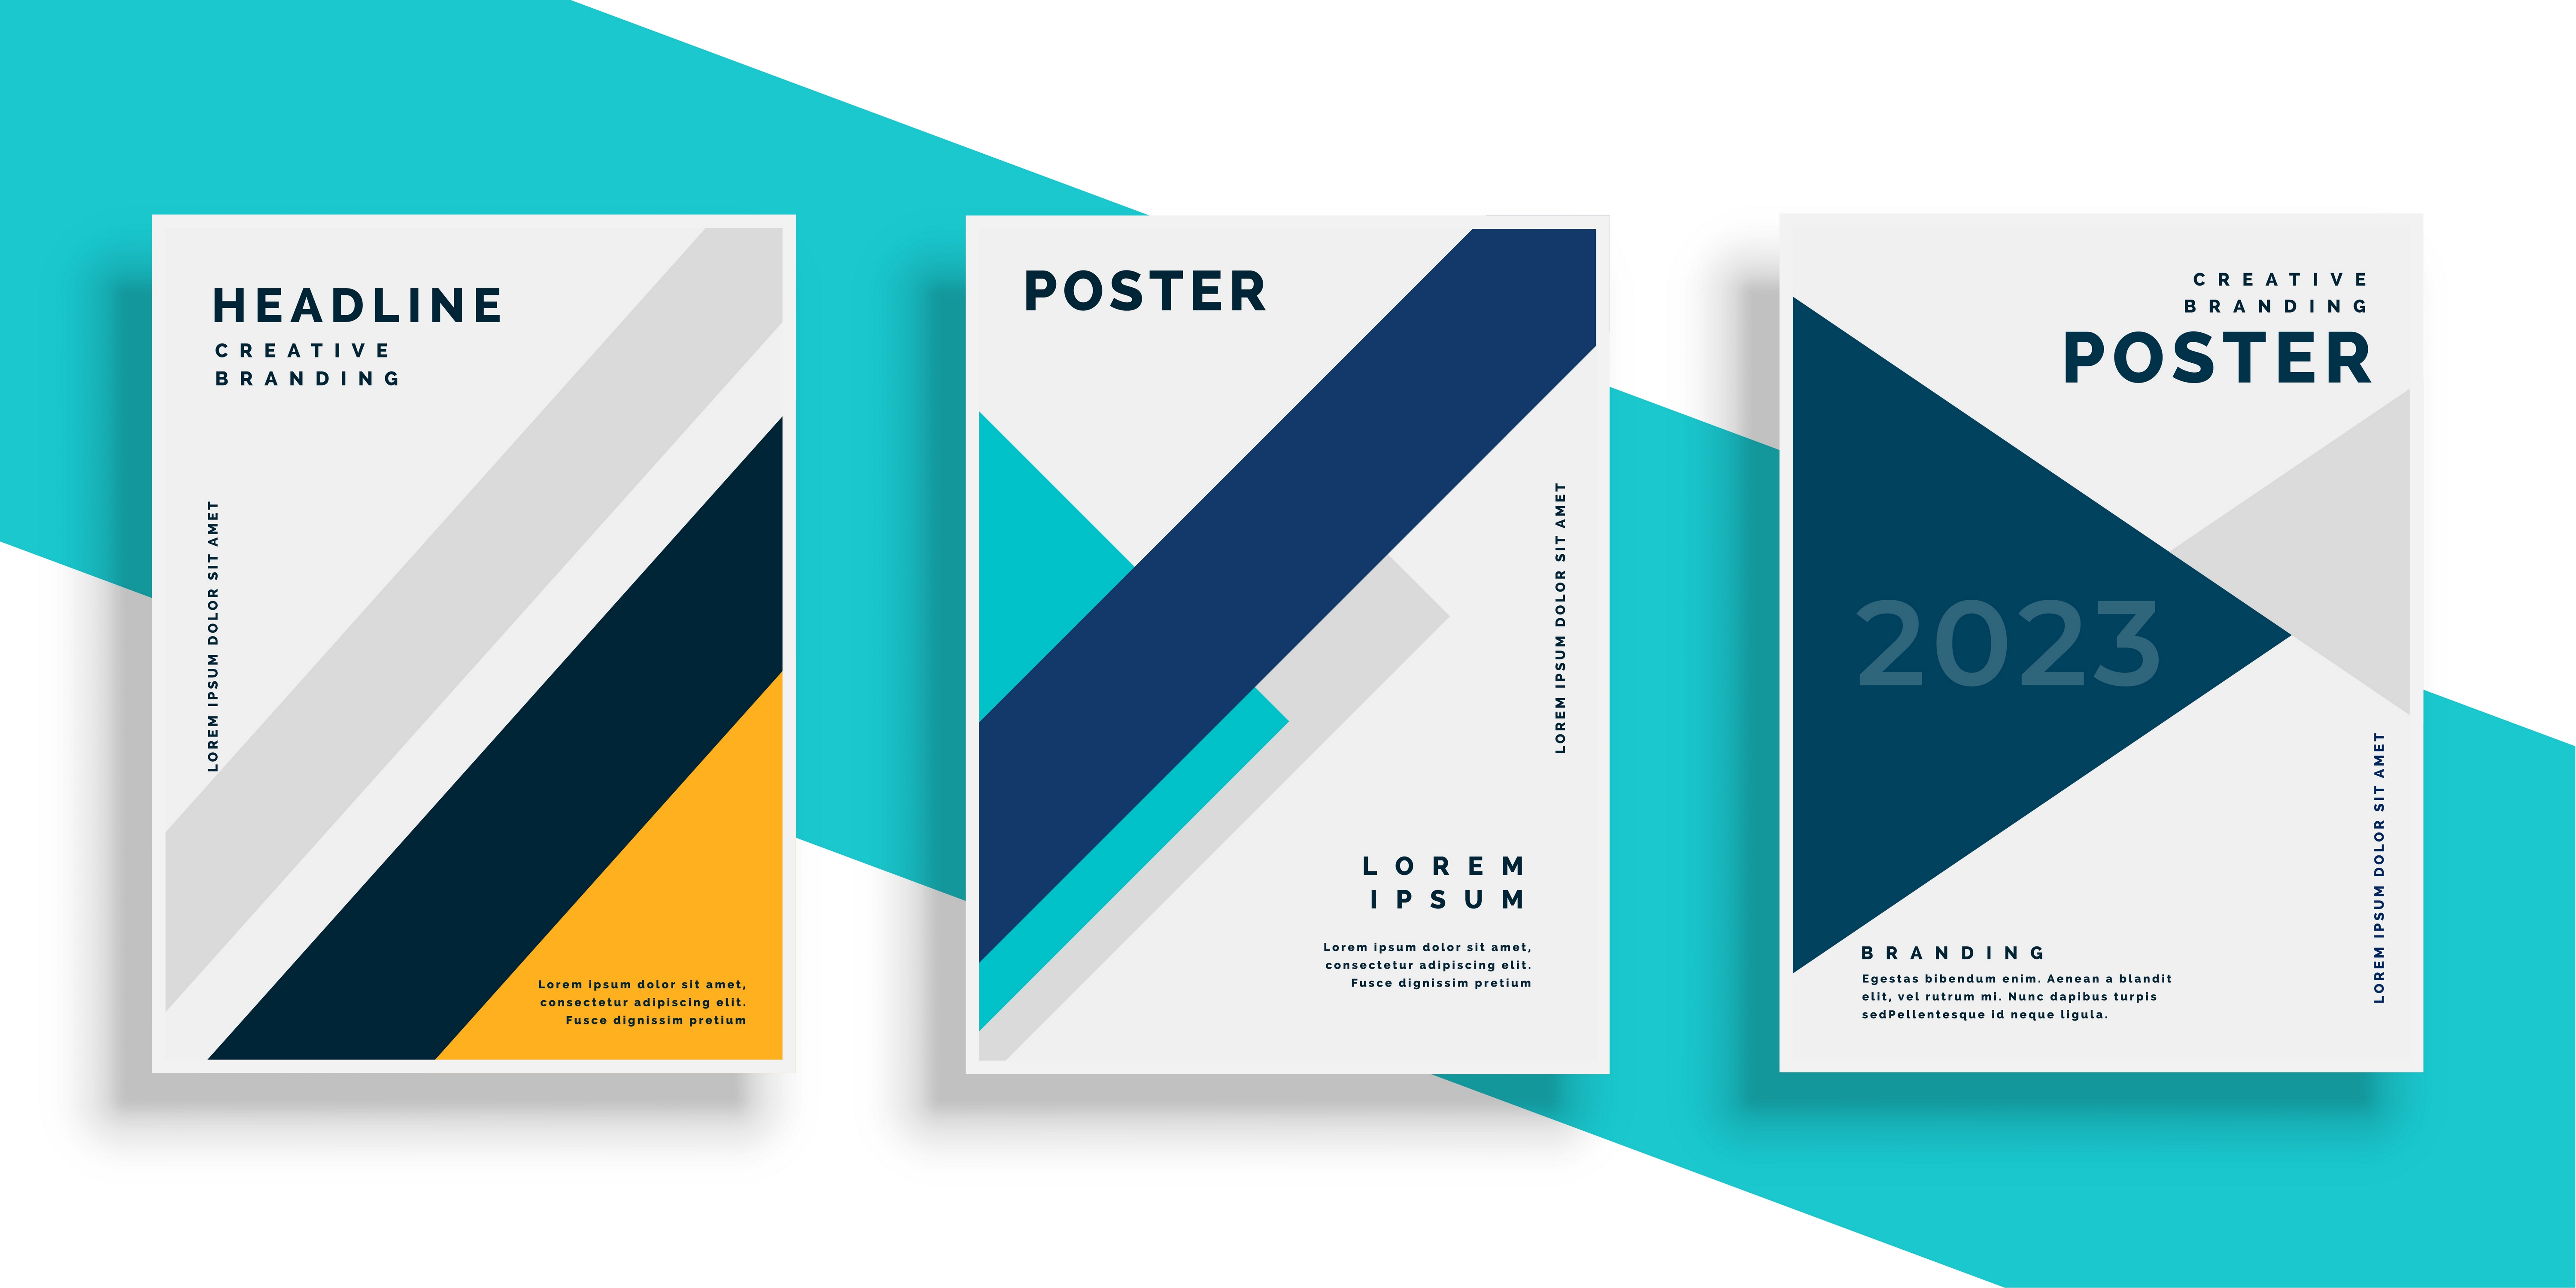 HEADLINE
CREATIVE
BRANDING
LOREM IPSUM DOLOR SIT AMET
Lorem ipsum dolor sit amet,
consectetur adipiscing elit.
Fusce dignissim pretium
POSTER
LOREM IPSUM DOLOR SIT AMET
LOREM
IPSUM
Lorem ipsum dolor sit amet,
consectetur adipiscing elit.
Fusce dignissim pretium
CREATIVE
BRANDING
POSTER
2023
LOREM IPSUM DOLOR SIT AMET
BRANDING
Egestas bibendum enim. Aenean a blandit
elit, vel rutrum mi. Nunc dapibus turpis
sedPellentesque id neque ligula.